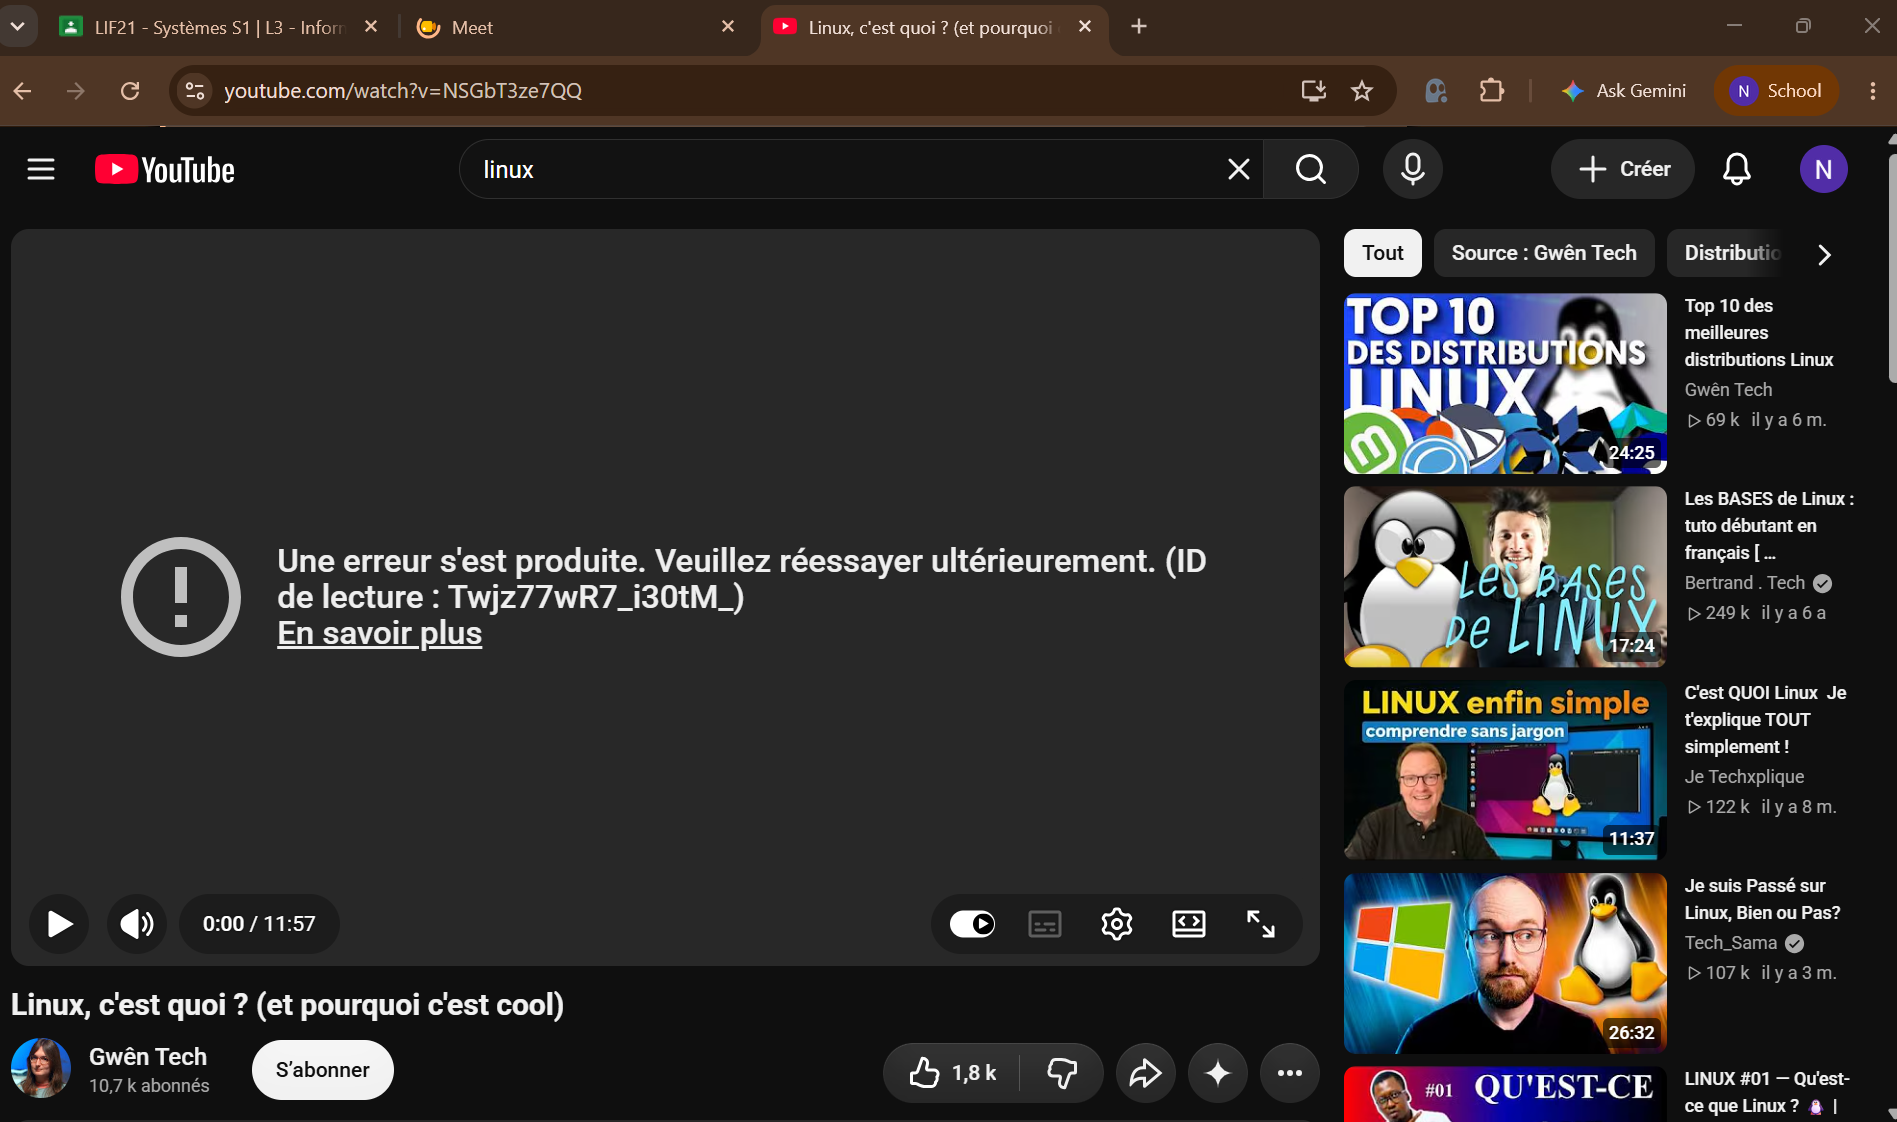 LIF21 - Systèmes S1 | L3 - Inform
Meet
Linux, c'est quoi ? (et pourquoi c
youtube.com/watch?v=NSGbT3ze7QQ
Ask Gemini
N
School
YouTube
linux
Créer
N
Une erreur s'est produite. Veuillez réessayer ultérieurement. (ID
de lecture : Twjz77wR7_i30tM_)
En savoir plus
0:00 / 11:57
Linux, c'est quoi ? (et pourquoi c'est cool)
Gwên Tech
10,7 k abonnés
S'abonner
1,8 k
Tout
Source : Gwên Tech
Distributio
TOP 10
DES DISTRIBUTIONS
LINUX
24:25
Top 10 des
meilleures
distributions Linux
Gwên Tech
69 k il y a 6 m.
LES BASES
DE LINUX
17:24
Les BASES de Linux :
tuto débutant en
français [ ...
Bertrand . Tech
249 k il y a 6 a
LINUX enfin simple
comprendre sans jargon
11:37
C'est QUOI Linux Je
t'explique TOUT
simplement !
Je Techxplique
122 k il y a 8 m.
26:32
Je suis Passé sur
Linux, Bien ou Pas?
Tech_Sama
107 k il y a 3 m.
#01 QU'EST-CE
LINUX #01 — Qu'est-
ce que Linux ? 🐧 |